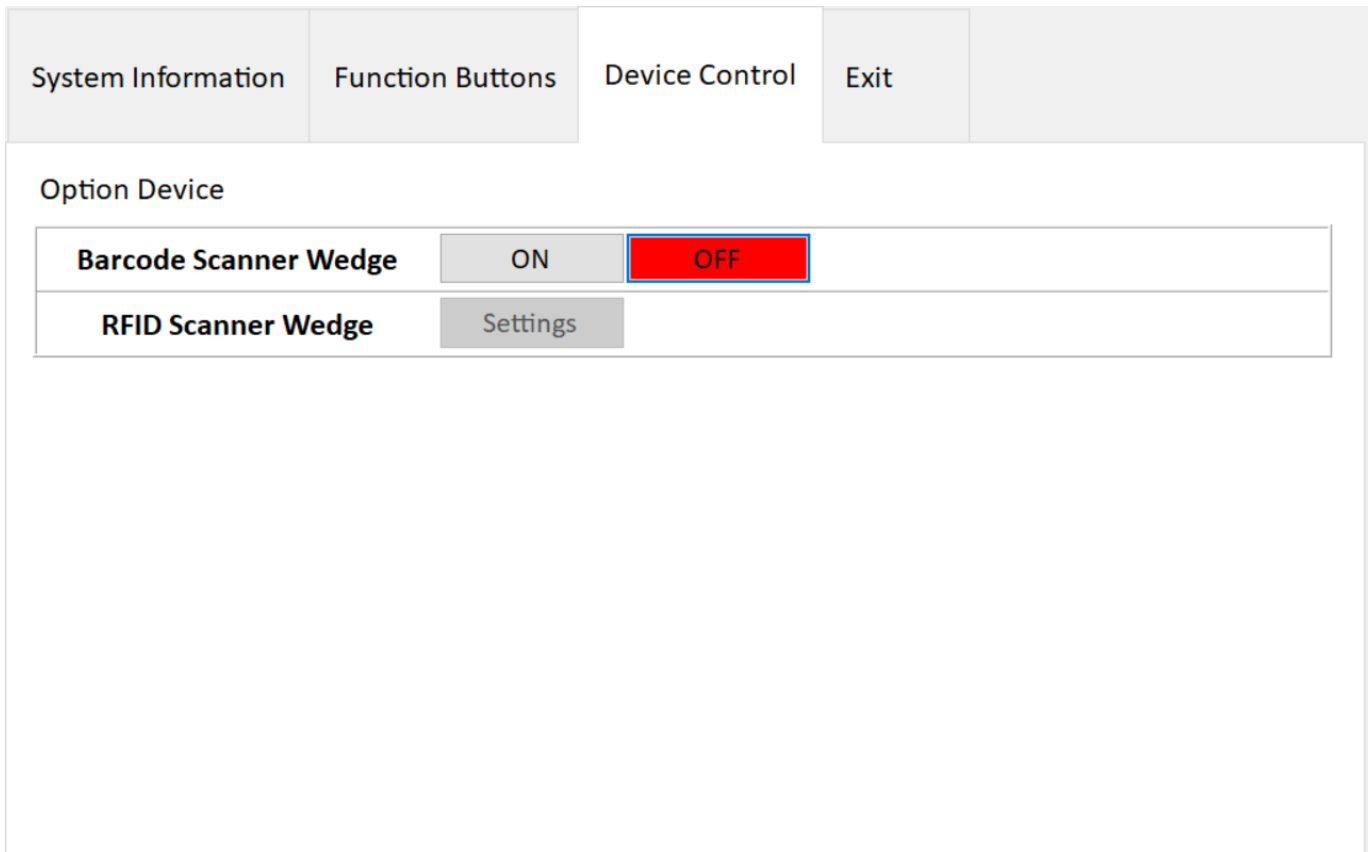 System Information Function Buttons Device Control Exit
Option Device
Barcode Scanner Wedge ON OFF
RFID Scanner Wedge Settings